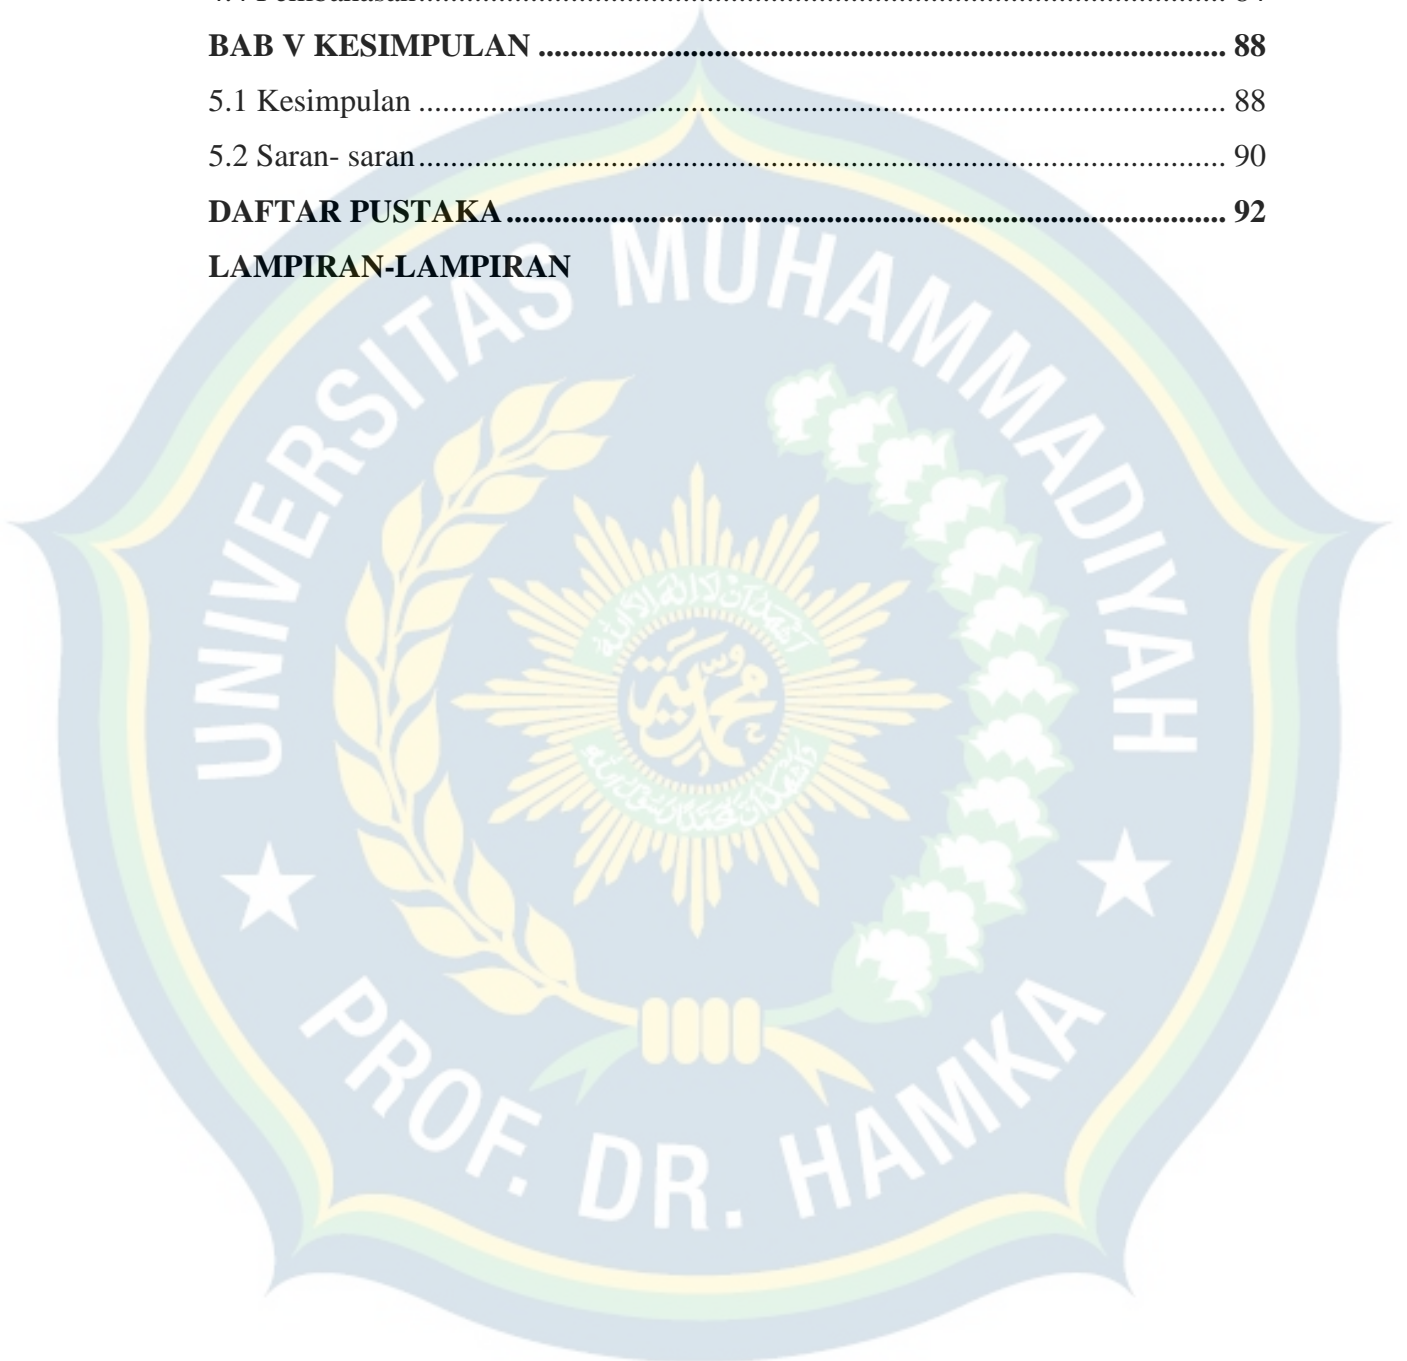 BAB V KESIMPULAN ........................................................................................ 88
5.1 Kesimpulan ....................................................................................................... 88
5.2 Saran- saran ....................................................................................................... 90
DAFTAR PUSTAKA ............................................................................................ 92
LAMPIRAN-LAMPIRAN
UNIVERSITAS MUHAMMADIYAH
محمدية
PROF. DR. HAMKA